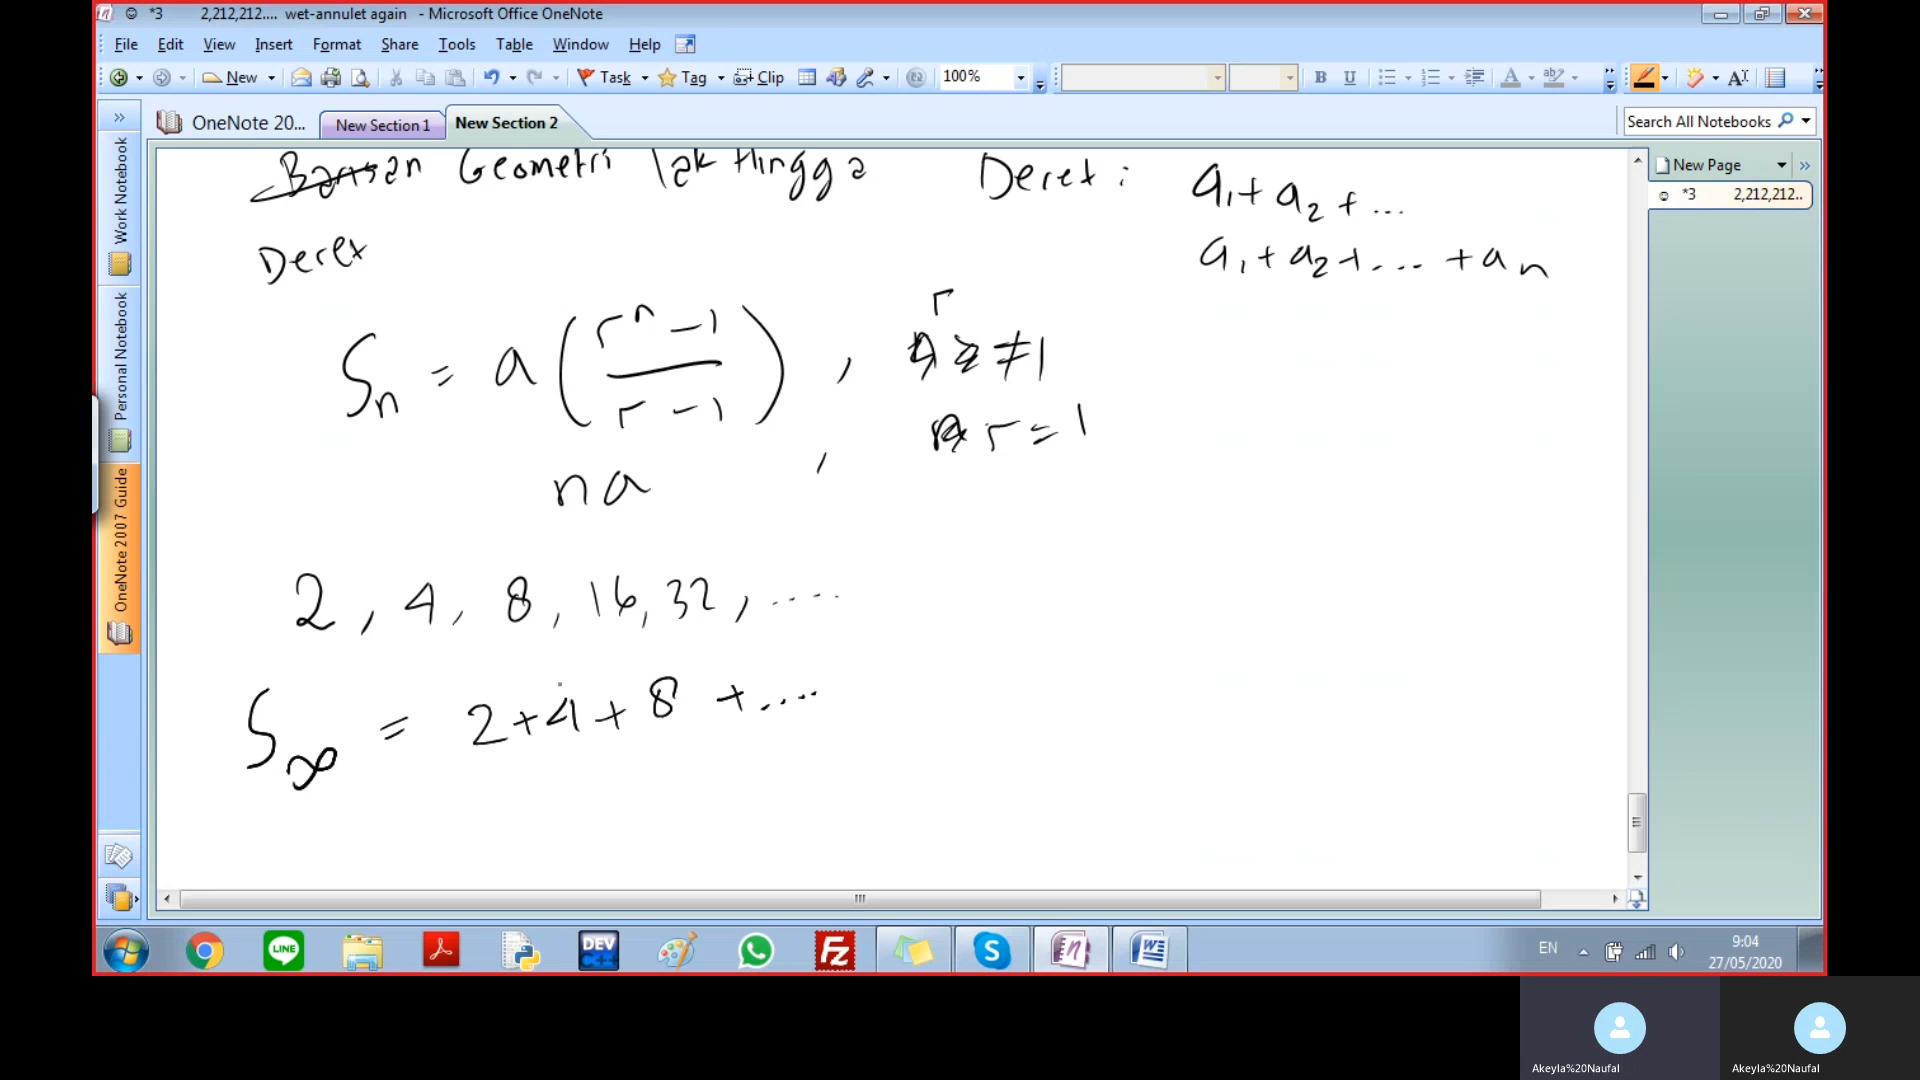 *3 2,212,212.... wet-annulet again - Microsoft Office OneNote
File Edit View Insert Format Share Tools Table Window Help
New Task Tag Clip 100% B U
OneNote 20... New Section 1 New Section 2 Search All Notebooks
Work Notebook
Personal Notebook
OneNote 2007 Guide
New Page
*3 2,212,212..
Barisan Geometri tak Hingga Deret : a₁ + a₂ + ...
Deret a₁ + a₂ + .... + aₙ
Sₙ = a ( rⁿ - 1 / r - 1 ) , r ≠ 1
na , r = 1
2 , 4 , 8 , 16 , 32 , .....
S∞ = 2 + 4 + 8 + ....
LINE DEV C++ Fz S W
EN 9:04
27/05/2020
Akeyla%20Naufal Akeyla%20Naufal